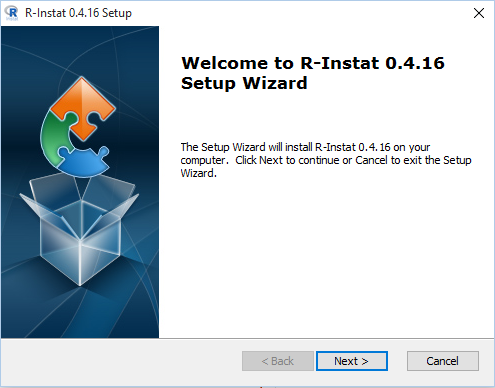 R-Instat 0.4.16 Setup
Welcome to R-Instat 0.4.16
Setup Wizard
The Setup Wizard will install R-Instat 0.4.16 on your
computer. Click Next to continue or Cancel to exit the Setup
Wizard.
< Back
Next >
Cancel